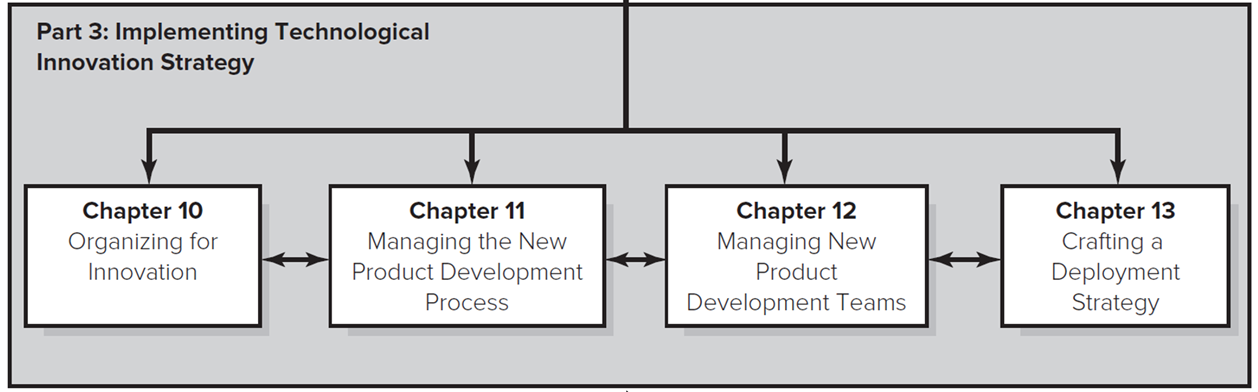 Part 3: Implementing Technological
Innovation Strategy
Chapter 10
Organizing for
Innovation
Chapter 11
Managing the New
Product Development
Process
Chapter 12
Managing New
Product
Development Teams
Chapter 13
Crafting a
Deployment
Strategy